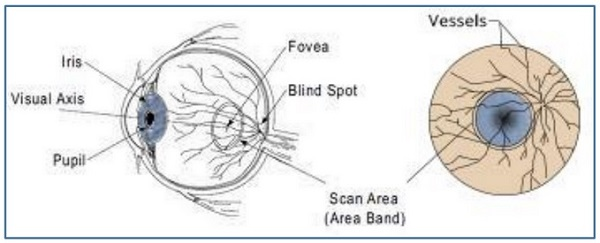 Vessels
Fovea
Iris
Blind Spot
Visual Axis
Pupil
Scan Area
(Area Band)